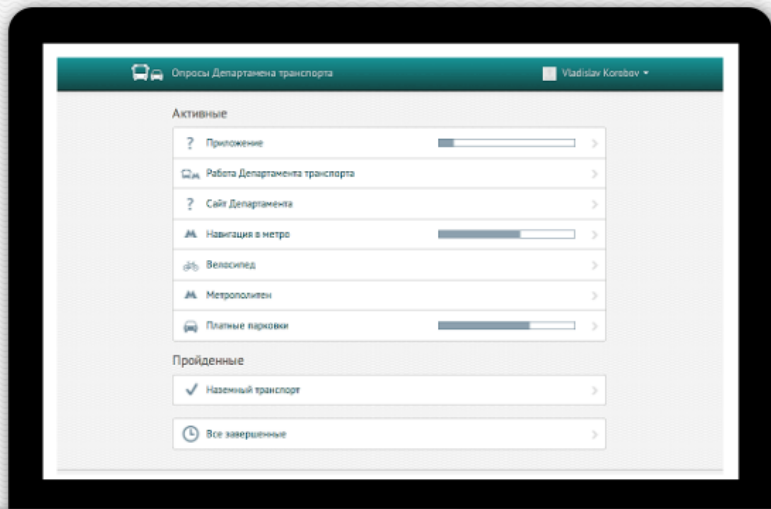 Опросы Департамена транспорта
Vladislav Korobov
Активные
Приложение
Работа Департамента транспорта
Сайт Департамента
Навигация в метро
Велосипед
Метрополитен
Платные парковки
Пройденные
Наземный транспорт
Все завершенные